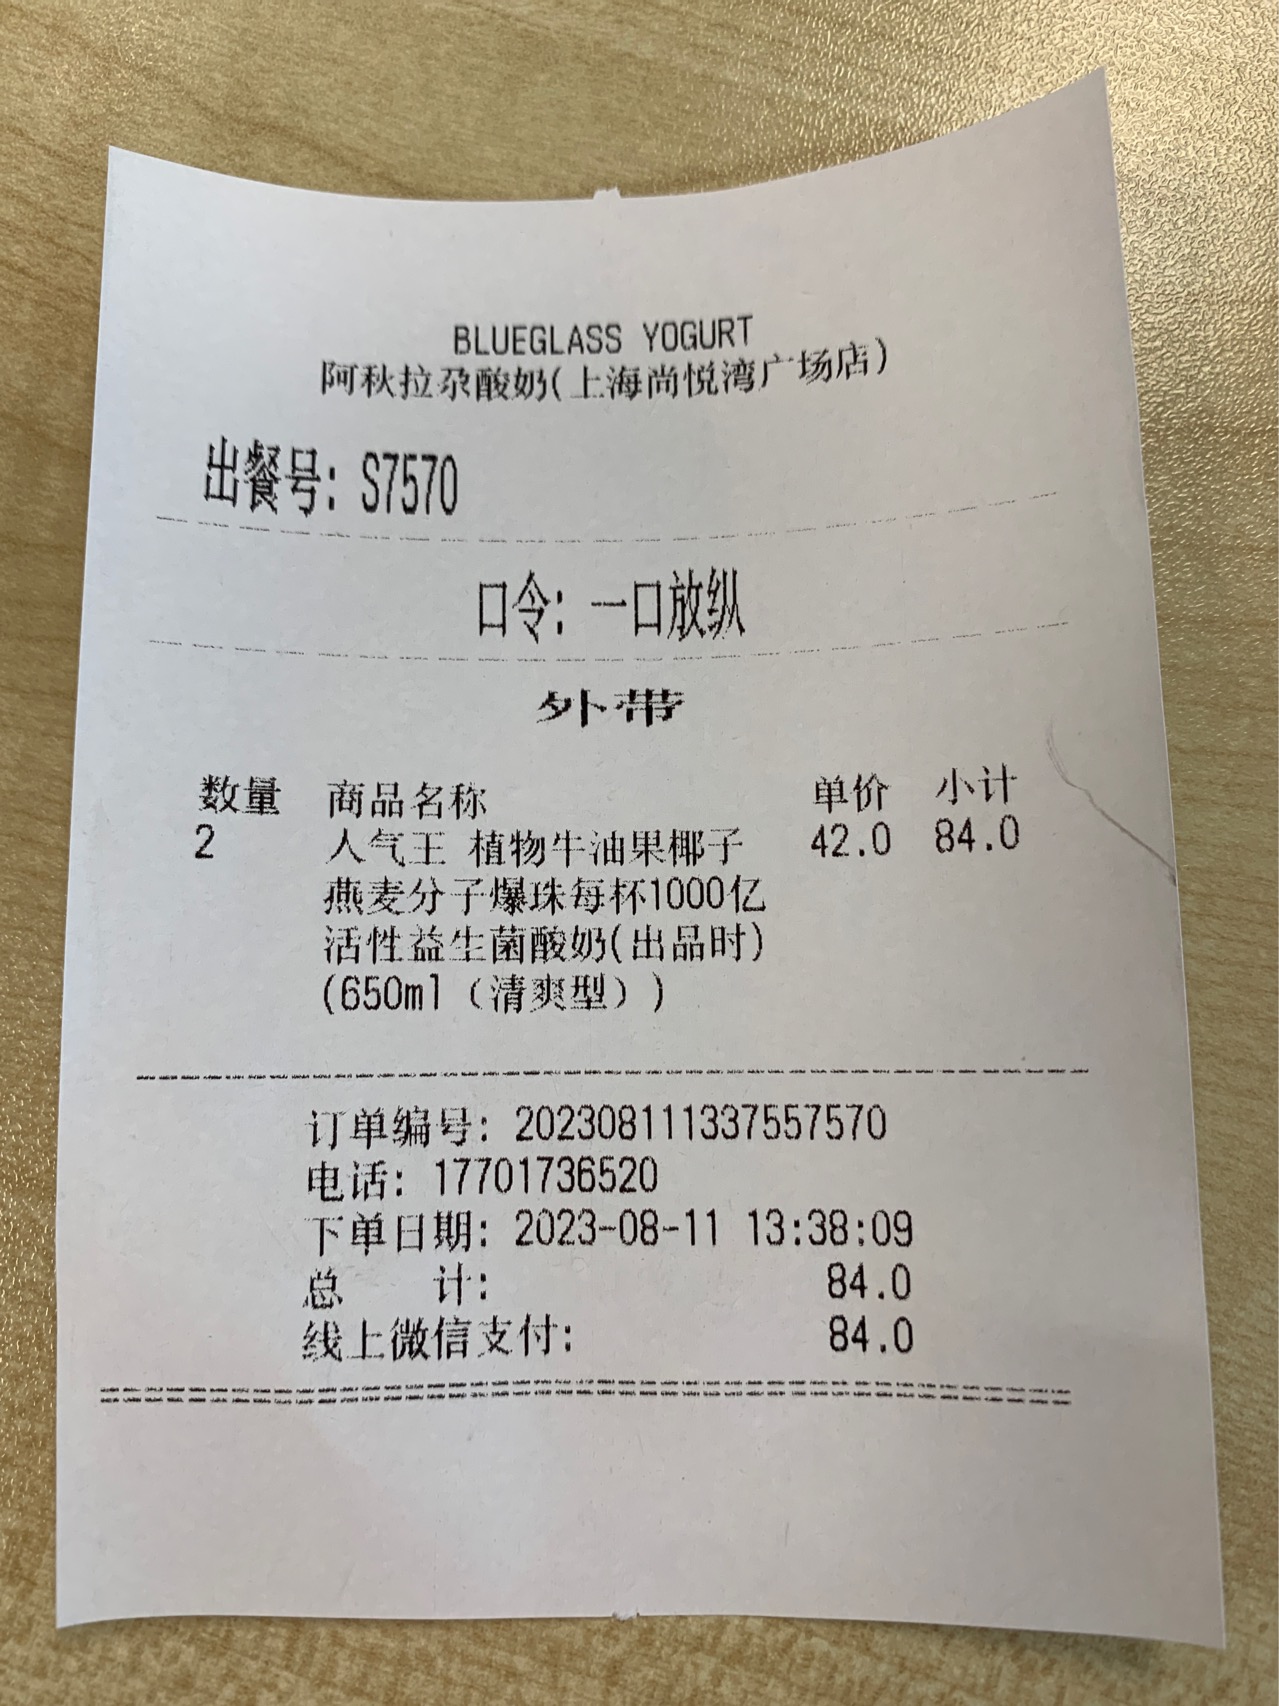 BLUEGLASS YOGURT
阿秋拉尕酸奶(上海尚悦湾广场店)
出餐号: S7570
口令: 一口放纵
外带
数量 商品名称 单价 小计
2 人气王 植物牛油果椰子 42.0 84.0
燕麦分子爆珠每杯1000亿
活性益生菌酸奶(出品时)
(650ml（清爽型）)
订单编号: 202308111337557570
电话: 17701736520
下单日期: 2023-08-11 13:38:09
总 计: 84.0
线上微信支付: 84.0